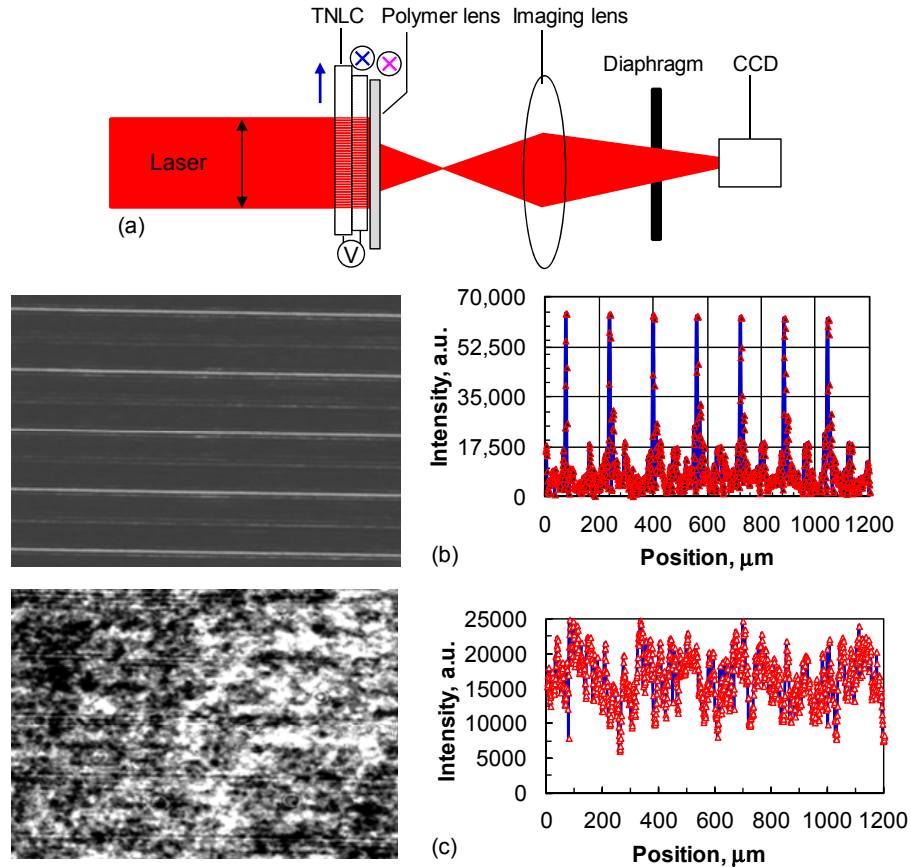 TNLC Polymer lens Imaging lens
Diaphragm CCD
Laser
(a)
V
70,000
52,500
35,000
17,500
0
Intensity, a.u.
0 200 400 600 800 1000 1200
(b)
Position, μm
25000
20000
15000
10000
5000
0
Intensity, a.u.
0 200 400 600 800 1000 1200
(c)
Position, μm